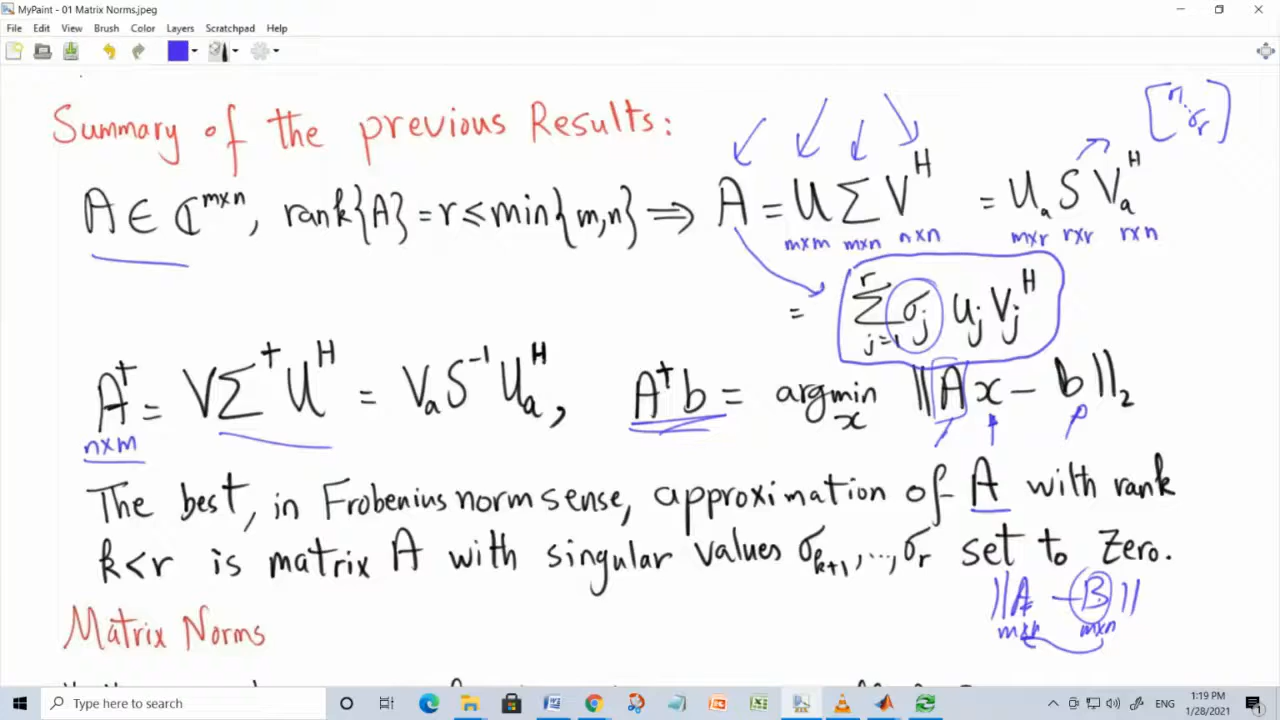 MyPaint - 01 Matrix Norms.jpeg
File Edit View Brush Color Layers Scratchpad Help
Summary of the previous Results:
A ∈ ℂ^{m×n}, rank{A} = r ≤ min{m,n} ⟹ A = U Σ V^H = U_a S V_a^H
m×m m×n n×n m×r r×r r×n
= Σ_{j=1}^{r} σ_j u_j v_j^H
A^† = V Σ^† U^H = V_a S^{-1} U_a^H, A^† b = argmin_x ‖A x − b‖_2
n×m
The best, in Frobenius norm sense, approximation of A with rank
k<r is matrix A with singular values σ_{k+1}, ..., σ_r set to Zero.
‖A − B‖
m×n
Matrix Norms
Type here to search
ENG
1:19 PM
1/28/2021